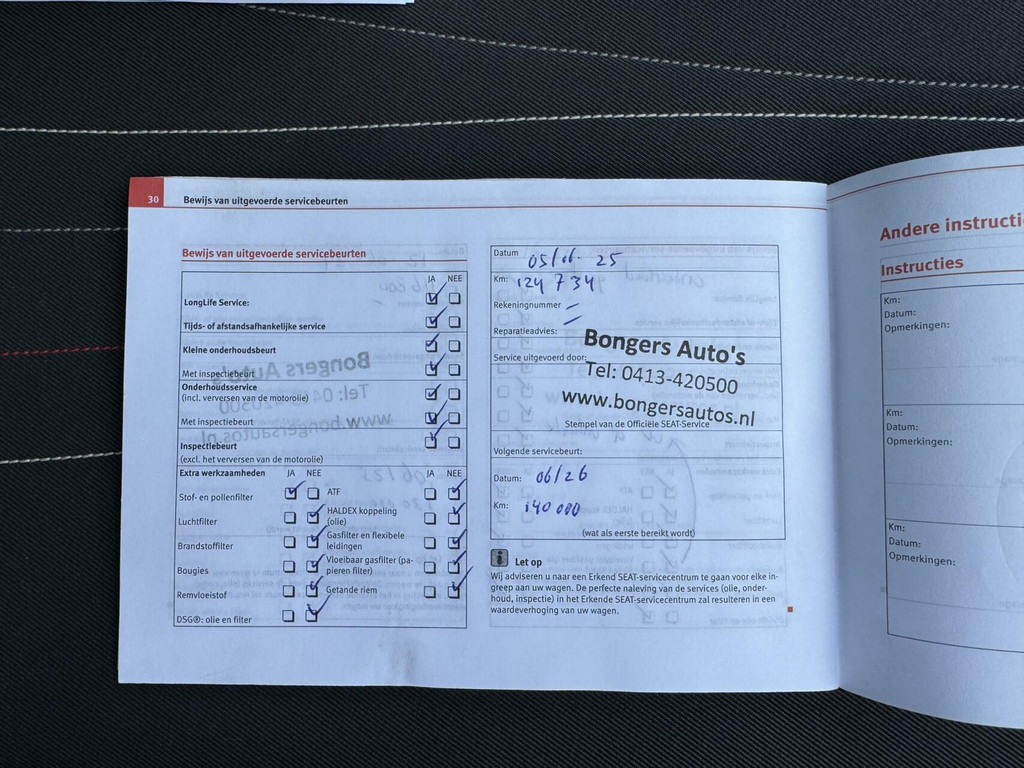 30 Bewijs van uitgevoerde servicebeurten
Bewijs van uitgevoerde servicebeurten
JA NEE
LongLife Service:
Tijds- of afstandsafhankelijke service
Kleine onderhoudsbeurt
Met inspectiebeurt
Onderhoudsservice
(incl. verversen van de motorolie)
Met inspectiebeurt
Inspectiebeurt
(excl. het verversen van de motorolie)
Extra werkzaamheden JA NEE JA NEE
Stof- en pollenfilter
ATF
Luchtfilter
HALDEX koppeling
(olie)
Brandstoffilter
Gasfilter en flexibele
leidingen
Bougies
Vloeibaar gasfilter (pa-
pieren filter)
Remvloeistof
Getande riem
DSG®: olie en filter
Datum 05/06-25
Km: 124 734
Rekeningnummer
Reparatieadvies:
Service uitgevoerd door:
Bongers Auto's
Tel: 0413-420500
www.bongersautos.nl
Stempel van de Officiële SEAT-Service
Volgende servicebeurt:
Datum: 06/26
Km: 140 000
(wat als eerste bereikt wordt)
i Let op
Wij adviseren u naar een Erkend SEAT-servicecentrum te gaan voor elke in-
greep aan uw wagen. De perfecte naleving van de services (olie, onder-
houd, inspectie) in het Erkende SEAT-servicecentrum zal resulteren in een
waardeverhoging van uw wagen.
Andere instructi
Instructies
Km:
Datum:
Opmerkingen:
Km:
Datum:
Opmerkingen:
Km:
Datum:
Opmerkingen: